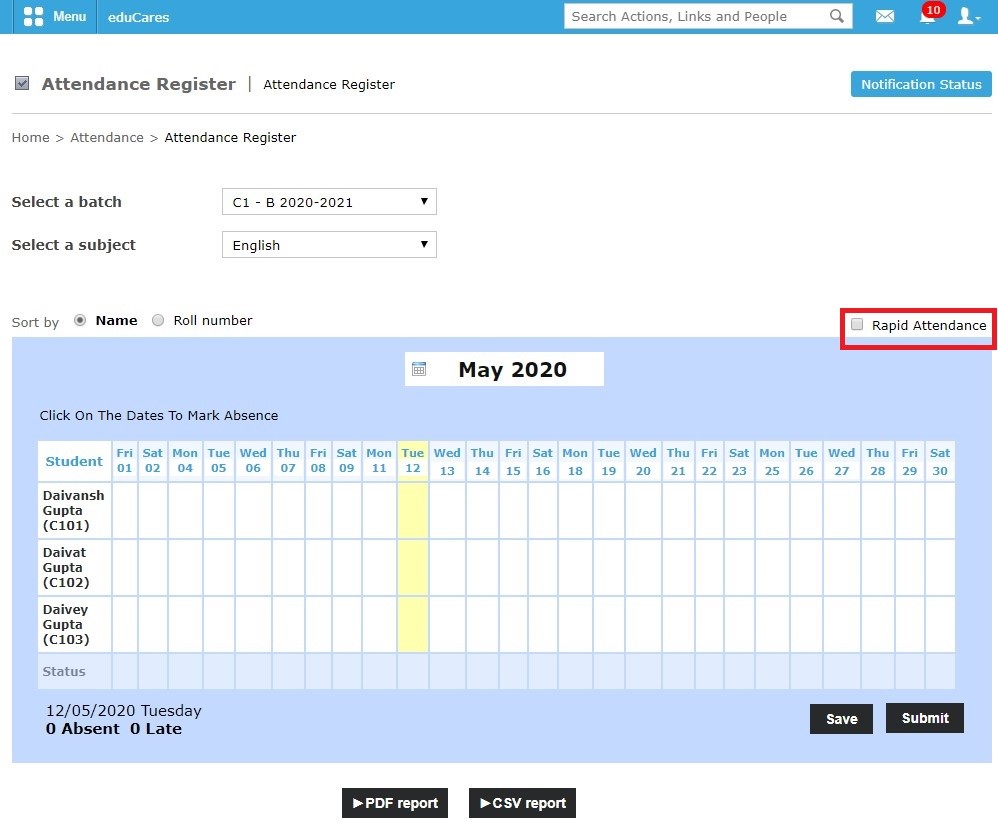 Menu eduCares Search Actions, Links and People 10
Attendance Register | Attendance Register Notification Status
Home > Attendance > Attendance Register
Select a batch C1 - B 2020-2021
Select a subject English
Sort by Name Roll number Rapid Attendance
May 2020
Click On The Dates To Mark Absence
Student Fri Sat Mon Tue Wed Thu Fri Sat Mon Tue Wed Thu Fri Sat Mon Tue Wed Thu Fri Sat Mon Tue Wed Thu Fri Sat
01 02 04 05 06 07 08 09 11 12 13 14 15 16 18 19 20 21 22 23 25 26 27 28 29 30
Daivansh
Gupta
(C101)
Daivat
Gupta
(C102)
Daivey
Gupta
(C103)
Status
12/05/2020 Tuesday
0 Absent 0 Late
Save Submit
PDF report CSV report